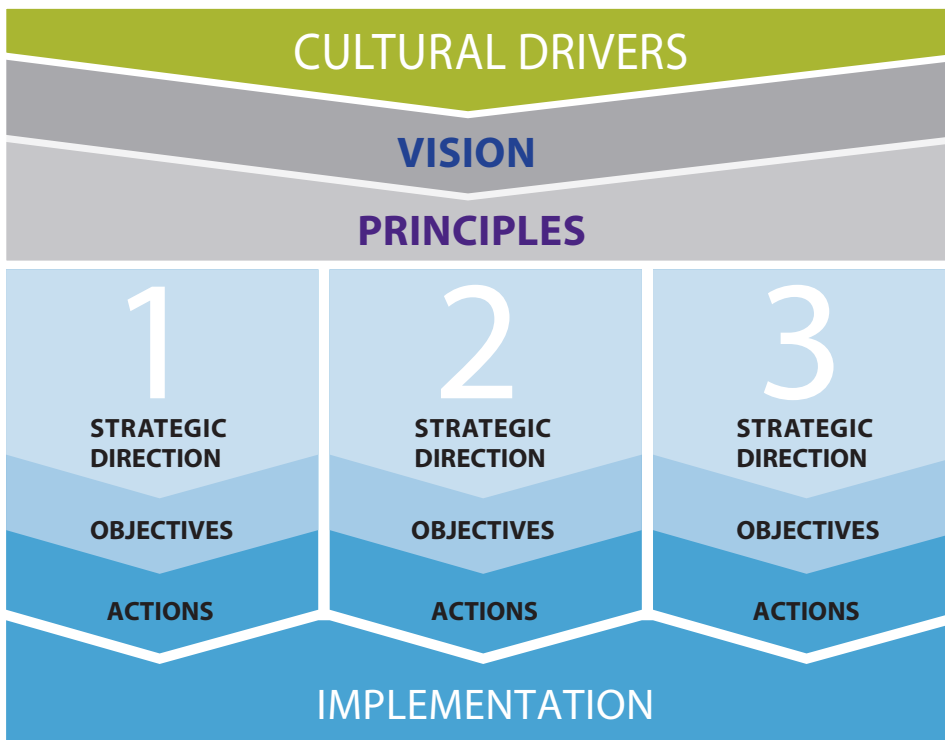 CULTURAL DRIVERS
VISION
PRINCIPLES
1
STRATEGIC
DIRECTION
OBJECTIVES
ACTIONS
2
STRATEGIC
DIRECTION
OBJECTIVES
ACTIONS
3
STRATEGIC
DIRECTION
OBJECTIVES
ACTIONS
IMPLEMENTATION